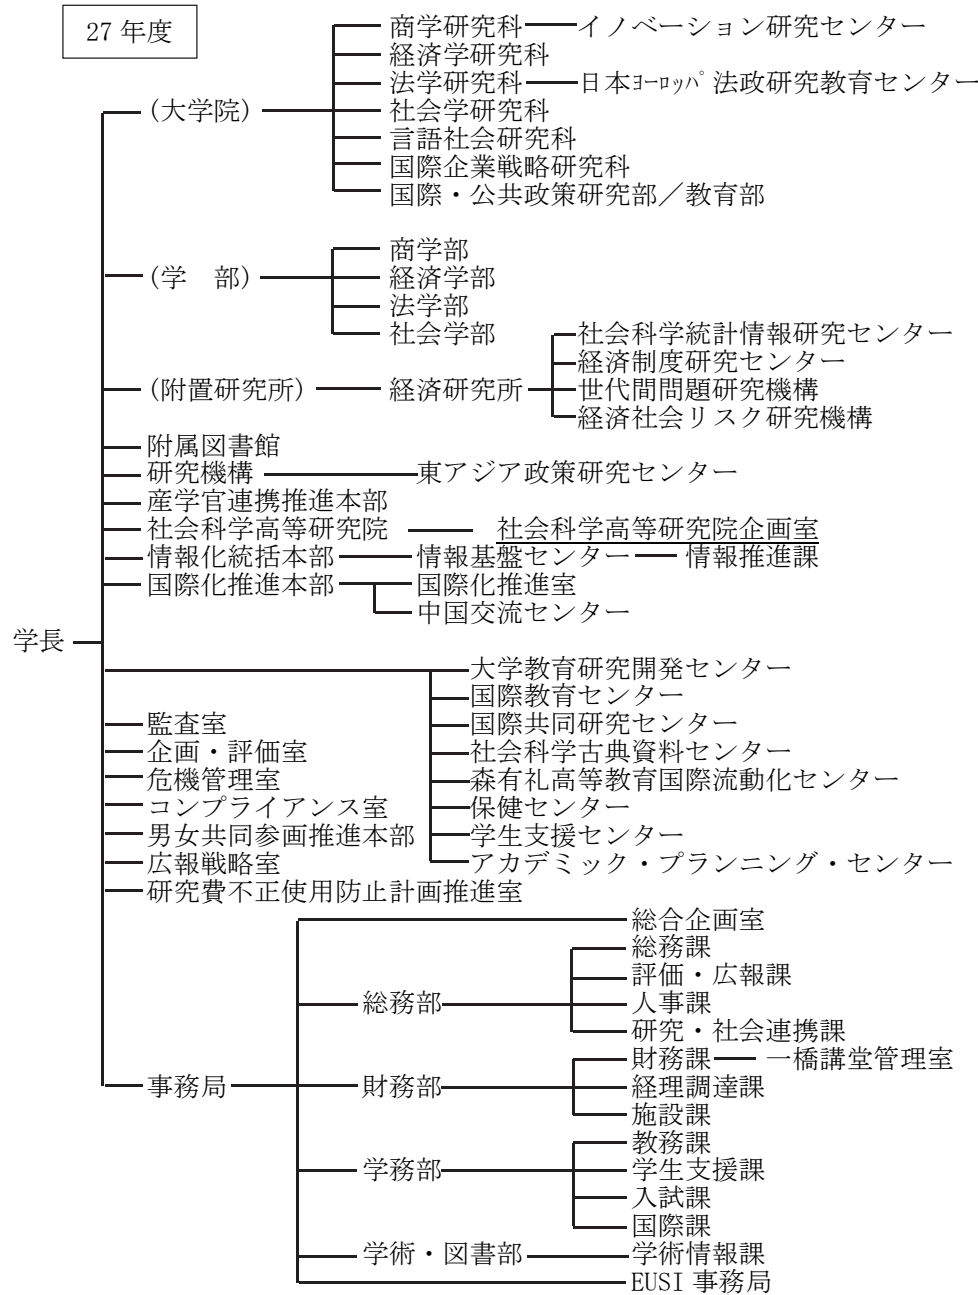 27 年度
商学研究科 イノベーション研究センター
経済学研究科
法学研究科 日本ﾖｰﾛｯﾊﾟ 法政研究教育センター
(大学院) 社会学研究科
言語社会研究科
国際企業戦略研究科
国際・公共政策研究部／教育部
商学部
(学　部) 経済学部
法学部
社会学部
社会科学統計情報研究センター
経済制度研究センター
(附置研究所) 経済研究所 世代間問題研究機構
経済社会リスク研究機構
附属図書館
研究機構 東アジア政策研究センター
産学官連携推進本部
社会科学高等研究院 社会科学高等研究院企画室
情報化統括本部 情報基盤センター 情報推進課
国際化推進本部 国際化推進室
中国交流センター
学長
大学教育研究開発センター
国際教育センター
監査室 国際共同研究センター
企画・評価室 社会科学古典資料センター
危機管理室 森有礼高等教育国際流動化センター
コンプライアンス室 保健センター
男女共同参画推進本部 学生支援センター
広報戦略室 アカデミック・プランニング・センター
研究費不正使用防止計画推進室
総合企画室
総務課
評価・広報課
総務部 人事課
研究・社会連携課
財務課 一橋講堂管理室
事務局 財務部 経理調達課
施設課
教務課
学務部 学生支援課
入試課
国際課
学術・図書部 学術情報課
EUSI 事務局